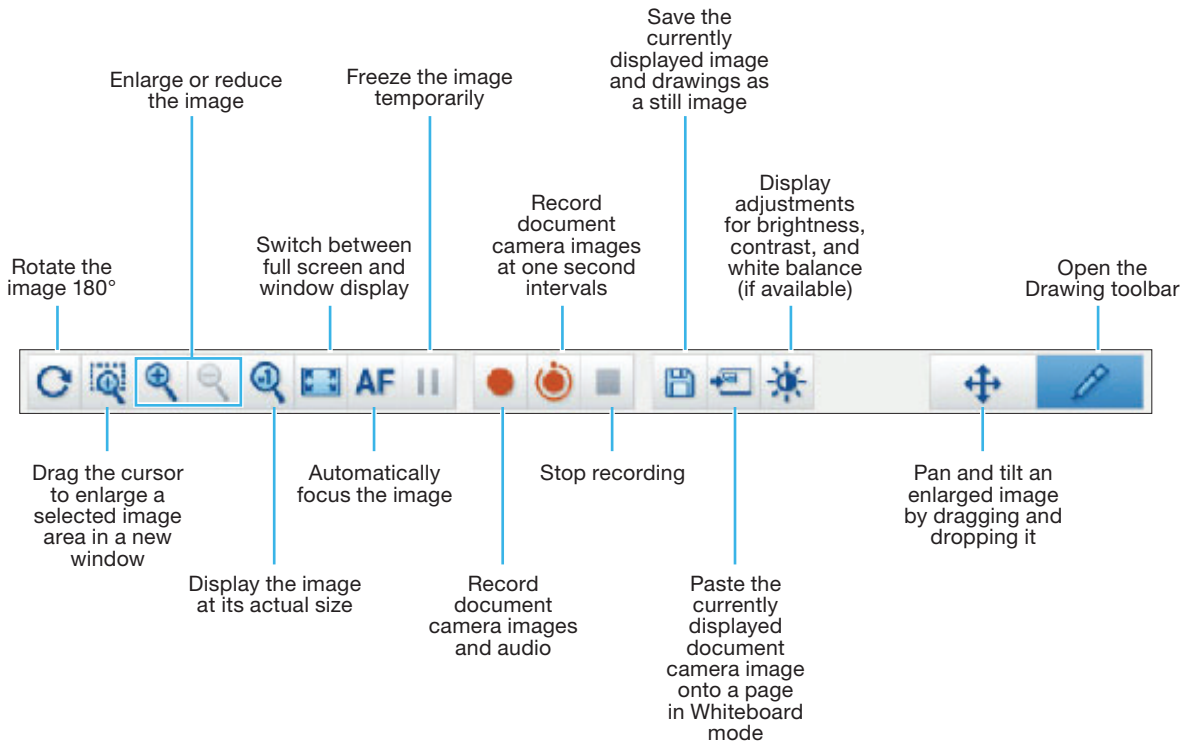 Save the
currently
displayed image
and drawings as
a still image
Enlarge or reduce
the image
Freeze the image
temporarily
Display
adjustments
for brightness,
contrast, and
white balance
(if available)
Record
document
camera images
at one second
intervals
Switch between
full screen and
window display
Rotate the
image 180°
Open the
Drawing toolbar
x1
AF
Drag the cursor
to enlarge a
selected image
area in a new
window
Automatically
focus the image
Stop recording
Pan and tilt an
enlarged image
by dragging and
dropping it
Display the image
at its actual size
Record
document
camera images
and audio
Paste the
currently
displayed
document
camera image
onto a page
in Whiteboard
mode